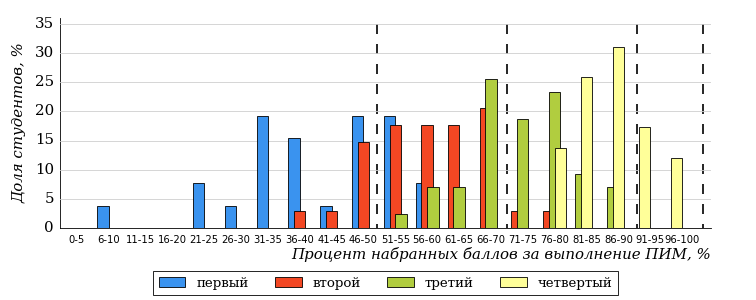 Доля студентов, %
35
30
25
20
15
10
5
0
0-5 6-10 11-15 16-20 21-25 26-30 31-35 36-40 41-45 46-50 51-55 56-60 61-65 66-70 71-75 76-80 81-85 86-90 91-95 96-100
Процент набранных баллов за выполнение ПИМ, %
первый второй третий четвертый